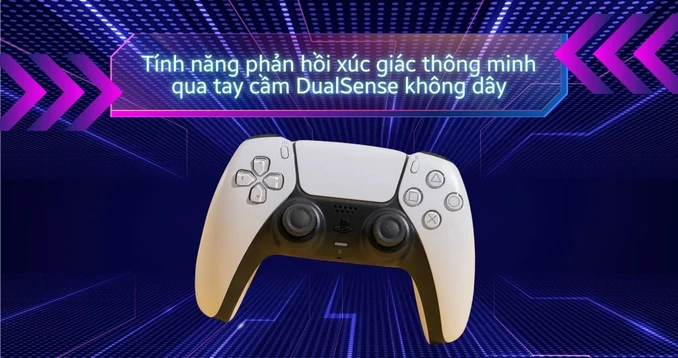 Tính năng phản hồi xúc giác thông minh
qua tay cầm DualSense không dây